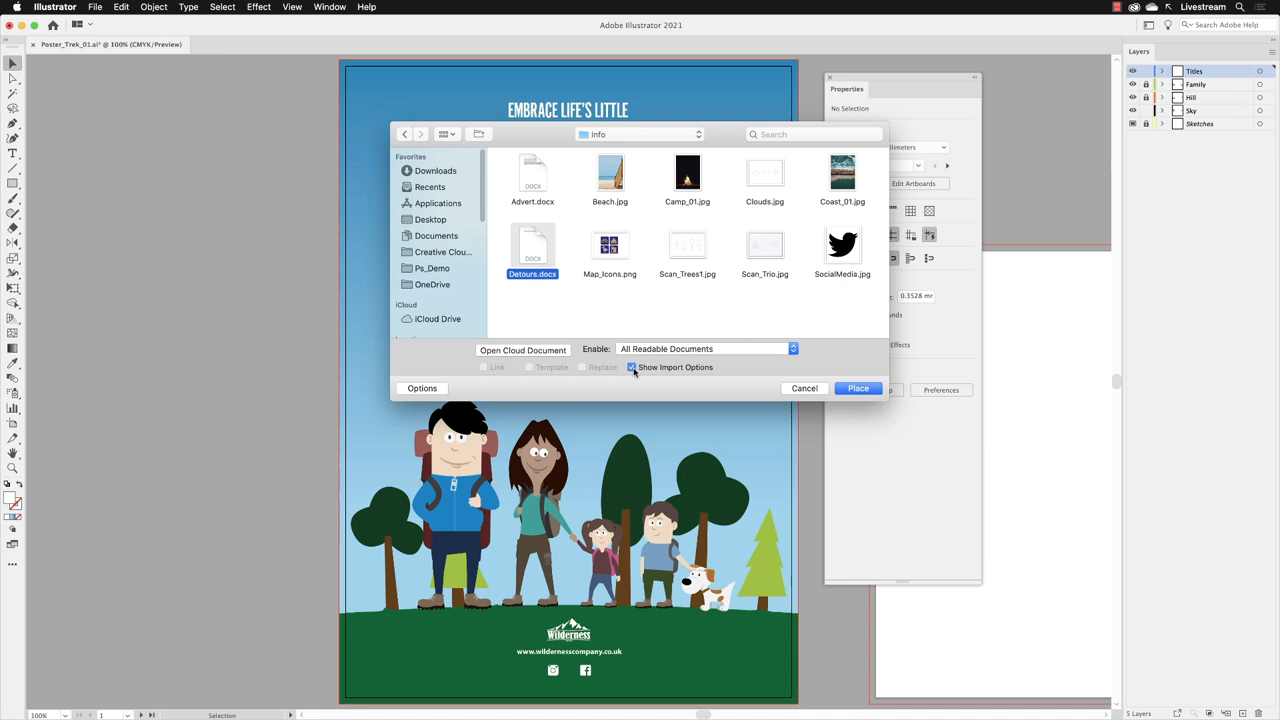 Illustrator File Edit Object Type Select Effect View Window Help
Livestream
Adobe Illustrator 2021
Search Adobe Help
Poster_Trek_01.ai* @ 100% (CMYK/Preview)
EMBRACE LIFE'S LITTLE
Info
Search
Favorites
Downloads
Recents
Applications
Desktop
Documents
Creative Clou...
Ps_Demo
OneDrive
iCloud
iCloud Drive
Advert.docx
Beach.jpg
Camp_01.jpg
Clouds.jpg
Coast_01.jpg
Detours.docx
Map_Icons.png
Scan_Trees1.jpg
Scan_Trio.jpg
SocialMedia.jpg
Open Cloud Document
Enable: All Readable Documents
Link
Template
Replace
Show Import Options
Options
Cancel
Place
Properties
No Selection
Edit Artboards
0.3528 mr
Effects
Preferences
Layers
Titles
Family
Hill
Sky
Sketches
5 Layers
Wilderness
www.wildernesscompany.co.uk
100%
1
Selection